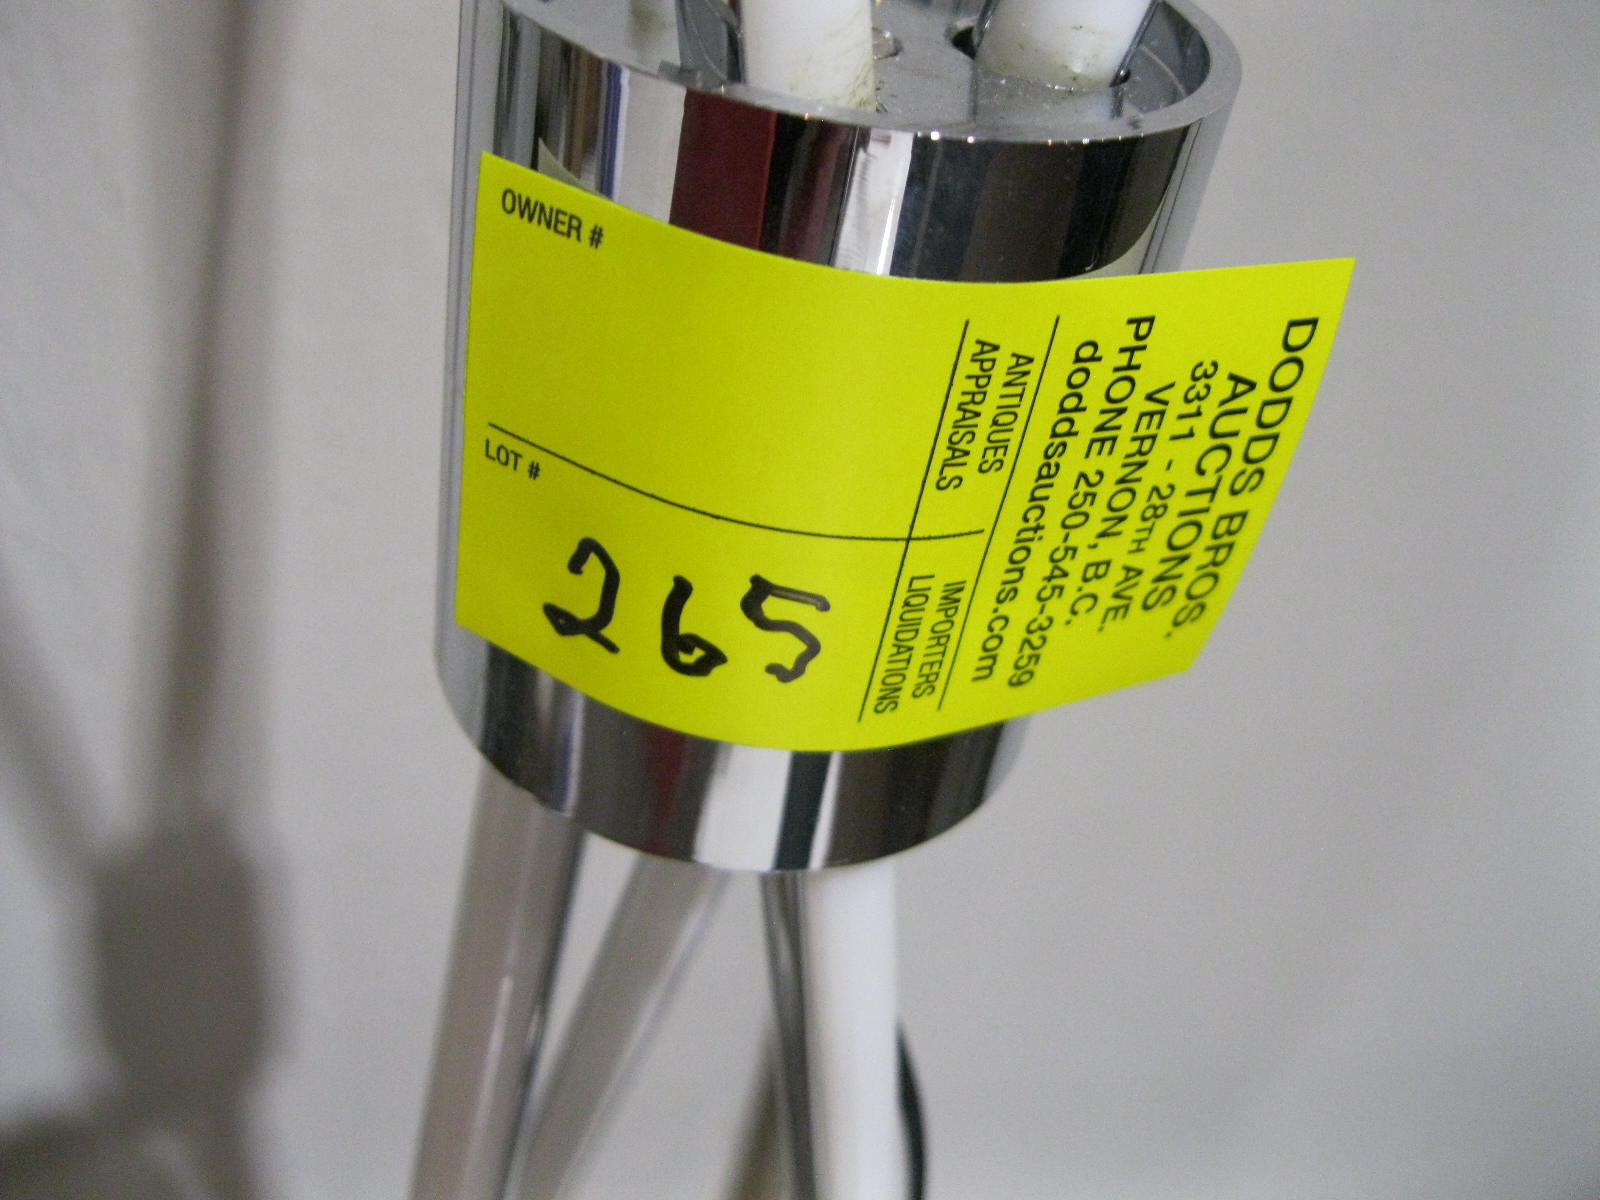 OWNER #
LOT #
265
DODDS BROS.
AUCTIONS
3311 - 28TH AVE.
VERNON, B.C.
PHONE 250-545-3259
doddsauctions.com
ANTIQUES
APPRAISALS
IMPORTERS
LIQUIDATIONS